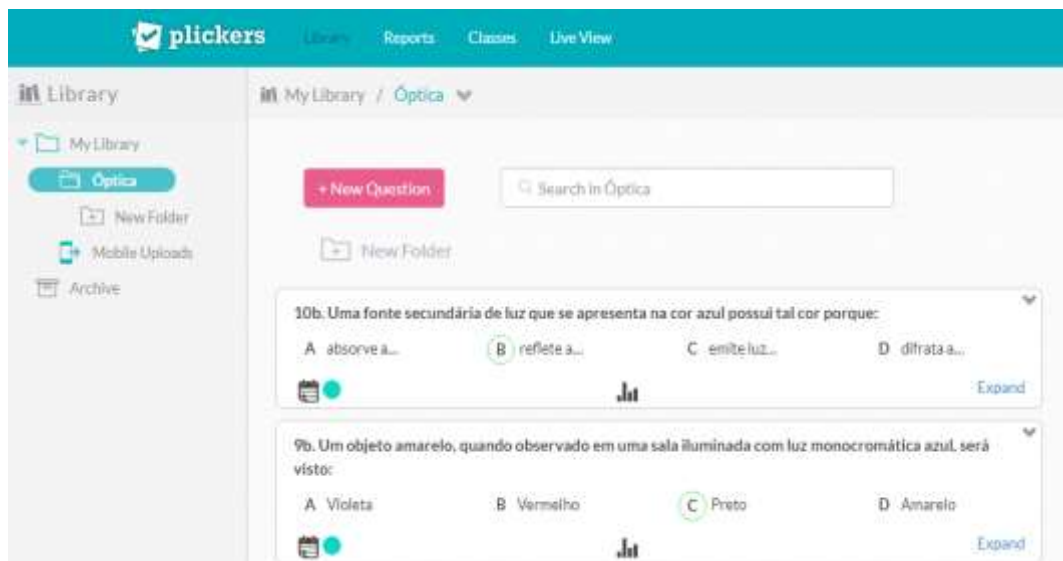 plickers Library Reports Classes Live View
Library
My Library / Óptica
My Library
Óptica
New Folder
Mobile Uploads
Archive
+ New Question
Search in Óptica
New Folder
10b. Uma fonte secundária de luz que se apresenta na cor azul possui tal cor porque:
A absorve a... B reflete a... C emite luz... D difrata a...
Expand
9b. Um objeto amarelo, quando observado em uma sala iluminada com luz monocromática azul, será
visto:
A Violeta B Vermelho C Preto D Amarelo
Expand